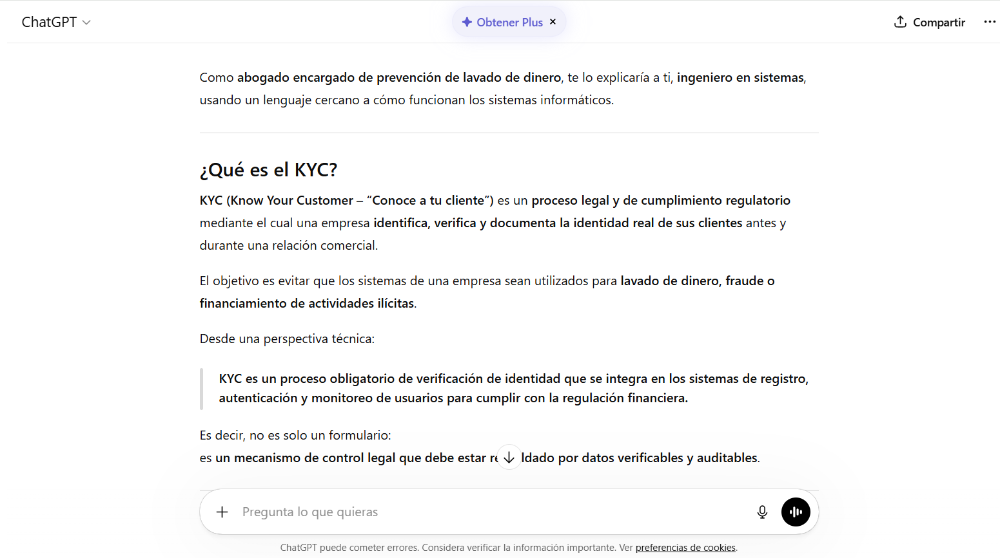 ChatGPT
Obtener Plus
Compartir
Como abogado encargado de prevención de lavado de dinero, te lo explicaría a ti, ingeniero en sistemas,
usando un lenguaje cercano a cómo funcionan los sistemas informáticos.
¿Qué es el KYC?
KYC (Know Your Customer – “Conoce a tu cliente”) es un proceso legal y de cumplimiento regulatorio
mediante el cual una empresa identifica, verifica y documenta la identidad real de sus clientes antes y
durante una relación comercial.
El objetivo es evitar que los sistemas de una empresa sean utilizados para lavado de dinero, fraude o
financiamiento de actividades ilícitas.
Desde una perspectiva técnica:
KYC es un proceso obligatorio de verificación de identidad que se integra en los sistemas de registro,
autenticación y monitoreo de usuarios para cumplir con la regulación financiera.
Es decir, no es solo un formulario:
es un mecanismo de control legal que debe estar por datos verificables y auditables.
Pregunta lo que quieras
ChatGPT puede cometer errores. Considera verificar la información importante. Ver preferencias de cookies.